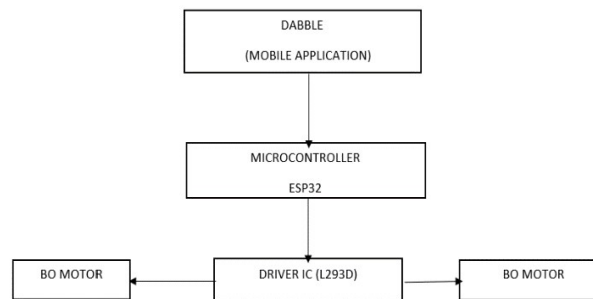 DABBLE
(MOBILE APPLICATION)
MICROCONTROLLER
ESP32
BO MOTOR
DRIVER IC (L293D)
BO MOTOR